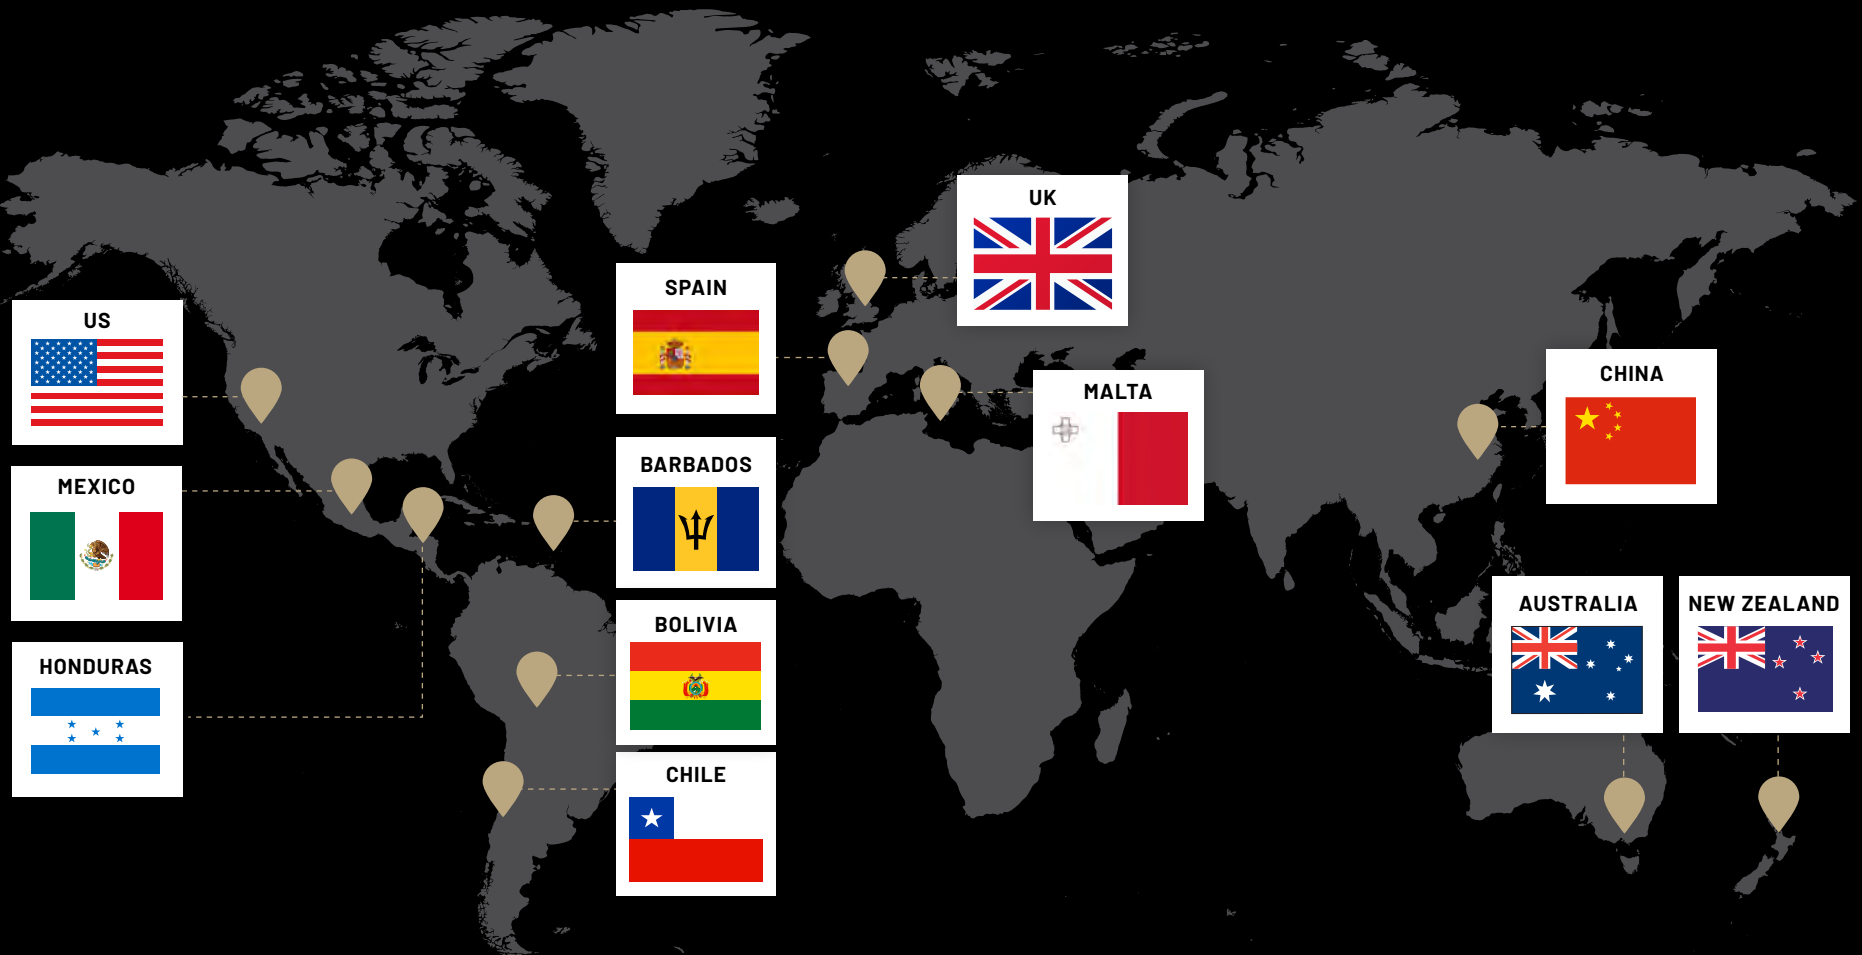 US
MEXICO
HONDURAS
SPAIN
BARBADOS
BOLIVIA
CHILE
UK
MALTA
CHINA
AUSTRALIA
NEW ZEALAND